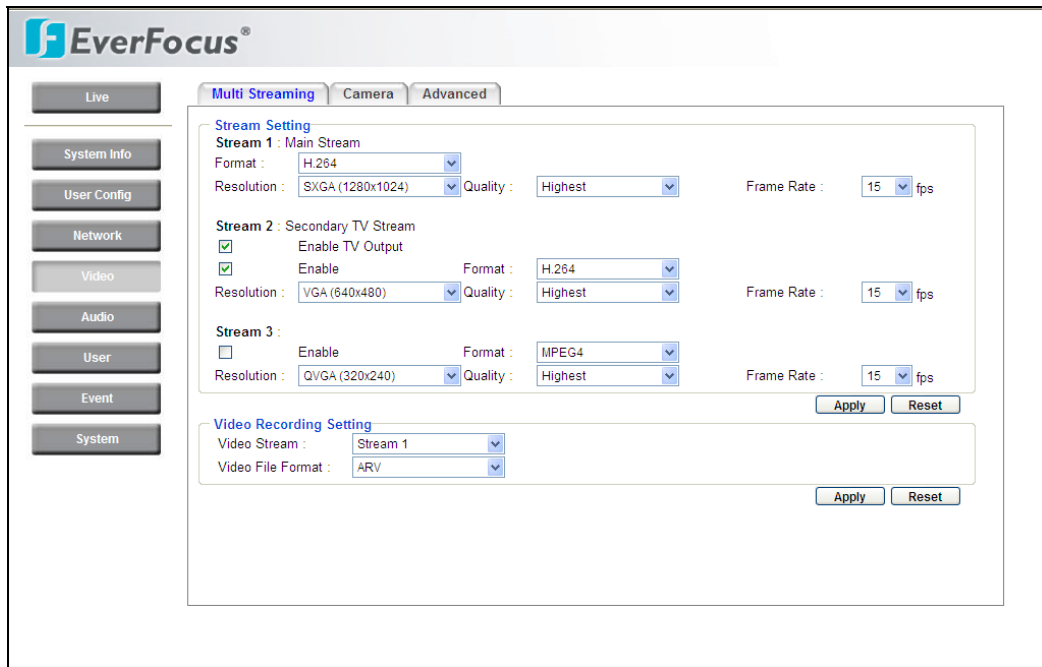 EverFocus®
Live
System Info
User Config
Network
Video
Audio
User
Event
System
Multi Streaming Camera Advanced
Stream Setting
Stream 1 : Main Stream
Format : H.264
Resolution : SXGA (1280x1024) Quality : Highest Frame Rate : 15 fps
Stream 2 : Secondary TV Stream
Enable TV Output
Enable Format : H.264
Resolution : VGA (640x480) Quality : Highest Frame Rate : 15 fps
Stream 3 :
Enable Format : MPEG4
Resolution : QVGA (320x240) Quality : Highest Frame Rate : 15 fps
Apply Reset
Video Recording Setting
Video Stream : Stream 1
Video File Format : ARV
Apply Reset